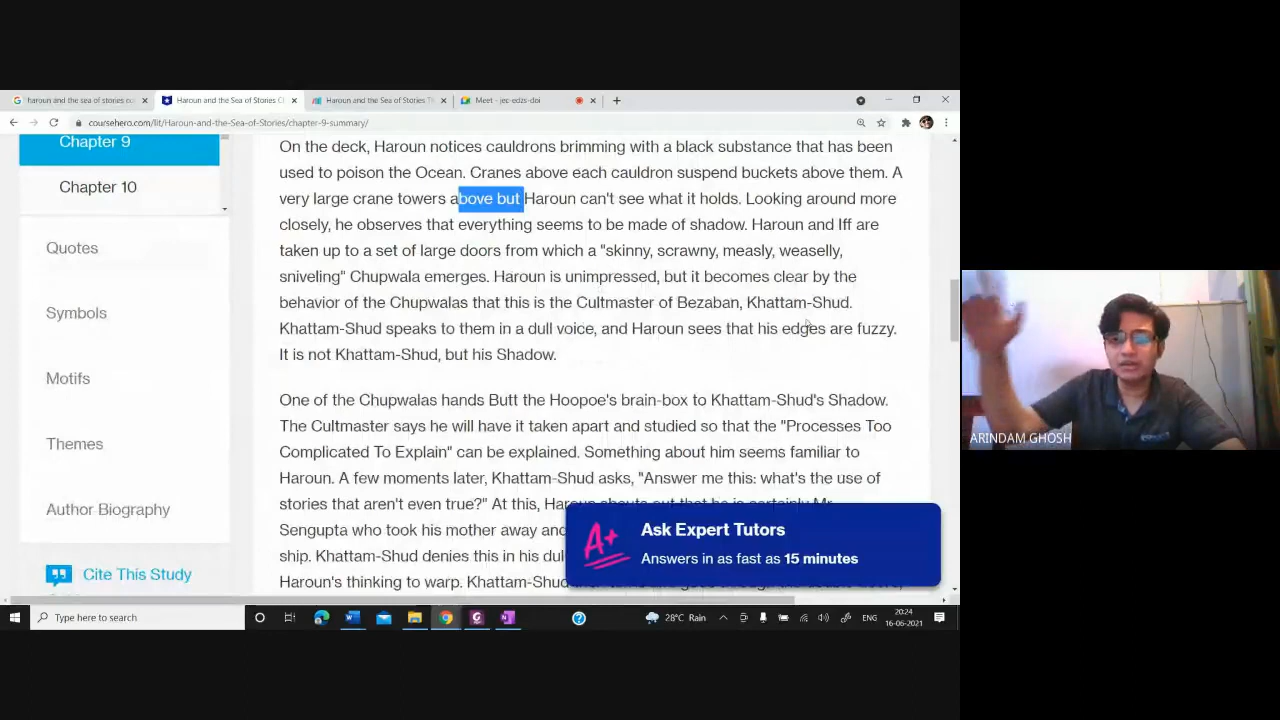 haroun and the sea of stories
Haroun and the Sea of Stories
Haroun and the Sea of Stories
Meet - jec-edzs-dbi
coursehero.com/lit/Haroun-and-the-Sea-of-Stories/chapter-9-summary/
Chapter 9
Chapter 10
Quotes
Symbols
Motifs
Themes
Author Biography
Cite This Study
On the deck, Haroun notices cauldrons brimming with a black substance that has been
used to poison the Ocean. Cranes above each cauldron suspend buckets above them. A
very large crane towers above but Haroun can't see what it holds. Looking around more
closely, he observes that everything seems to be made of shadow. Haroun and Iff are
taken up to a set of large doors from which a "skinny, scrawny, measly, weaselly,
sniveling" Chupwala emerges. Haroun is unimpressed, but it becomes clear by the
behavior of the Chupwalas that this is the Cultmaster of Bezaban, Khattam-Shud.
Khattam-Shud speaks to them in a dull voice, and Haroun sees that his edges are fuzzy.
It is not Khattam-Shud, but his Shadow.
One of the Chupwalas hands Butt the Hoopoe's brain-box to Khattam-Shud's Shadow.
The Cultmaster says he will have it taken apart and studied so that the "Processes Too
Complicated To Explain" can be explained. Something about him seems familiar to
Haroun. A few moments later, Khattam-Shud asks, "Answer me this: what's the use of
stories that aren't even true?" At this, Haroun shouts out that he is certainly Mr.
Sengupta who took his mother away and
ship. Khattam-Shud denies this in his
Haroun's thinking to warp. Khattam-Shud
A+
Ask Expert Tutors
Answers in as fast as 15 minutes
ARINDAM GHOSH
Type here to search
28°C Rain
ENG
20:24
16-06-2021